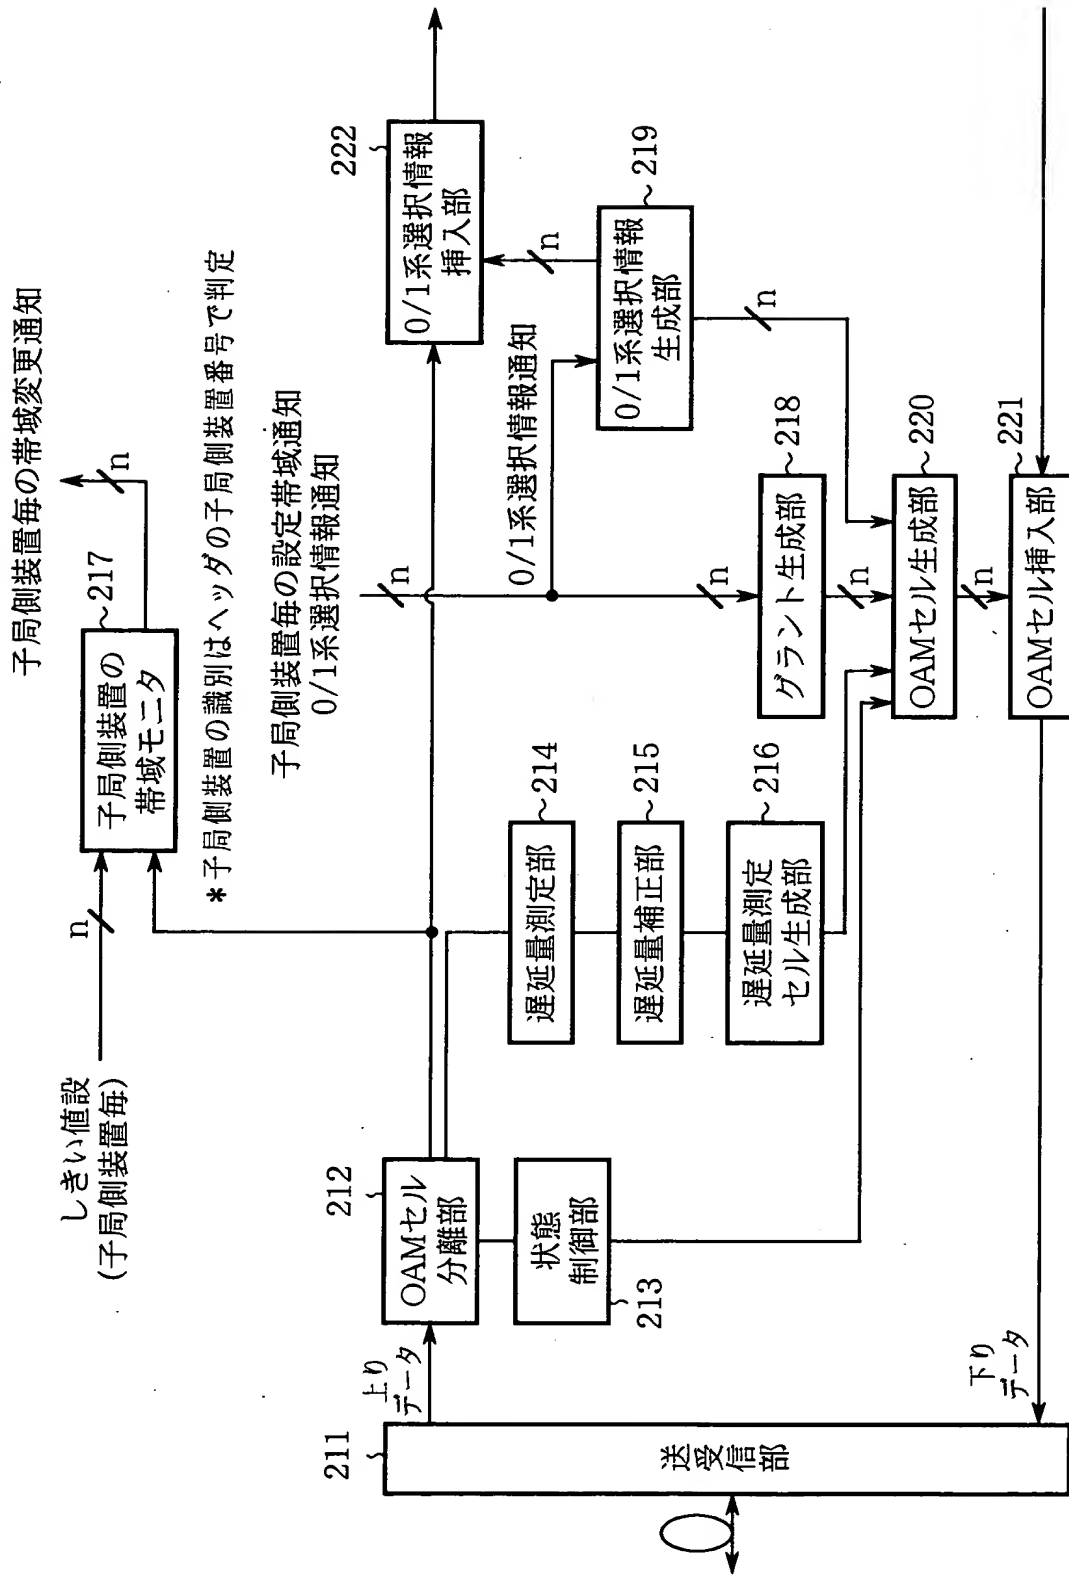 子局側装置毎の帯域変更通知
n
217
子局側装置の
帯域モニタ
n
しきい値設
(子局側装置毎)
*子局側装置の識別はヘッダの子局側装置番号で判定
子局側装置毎の設定帯域通知
0/1系選択情報通知
n
211
送受信部
上り
データ
212
OAMセル
分離部
222
0/1系選択情報
挿入部
n
0/1系選択情報通知
219
0/1系選択情報
生成部
n
状態
制御部
213
214
遅延量測定部
215
遅延量補正部
216
遅延量測定
セル生成部
n
218
グラント生成部
n
220
OAMセル生成部
n
221
OAMセル挿入部
下り
データ